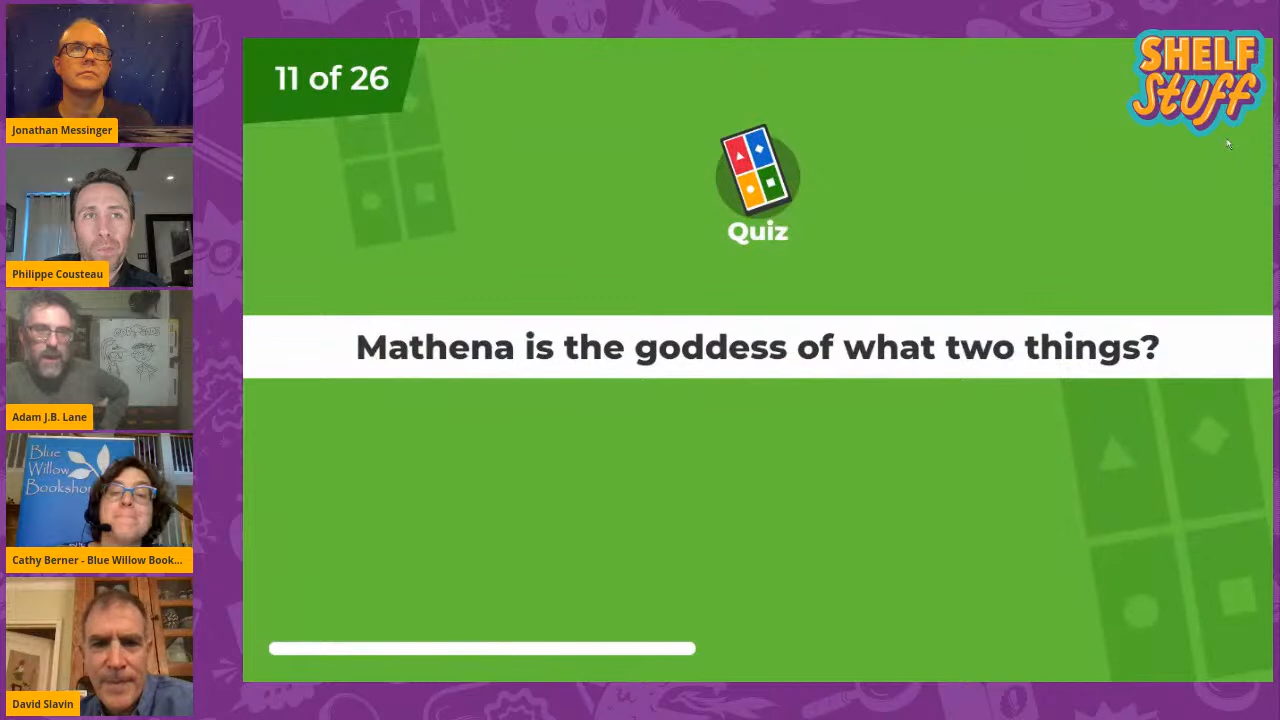 Jonathan Messinger
Philippe Cousteau
Adam J.B. Lane
Blue
Willow
Bookshop
Cathy Berner - Blue Willow Book...
David Slavin
11 of 26
SHELF
Stuff
Quiz
Mathena is the goddess of what two things?